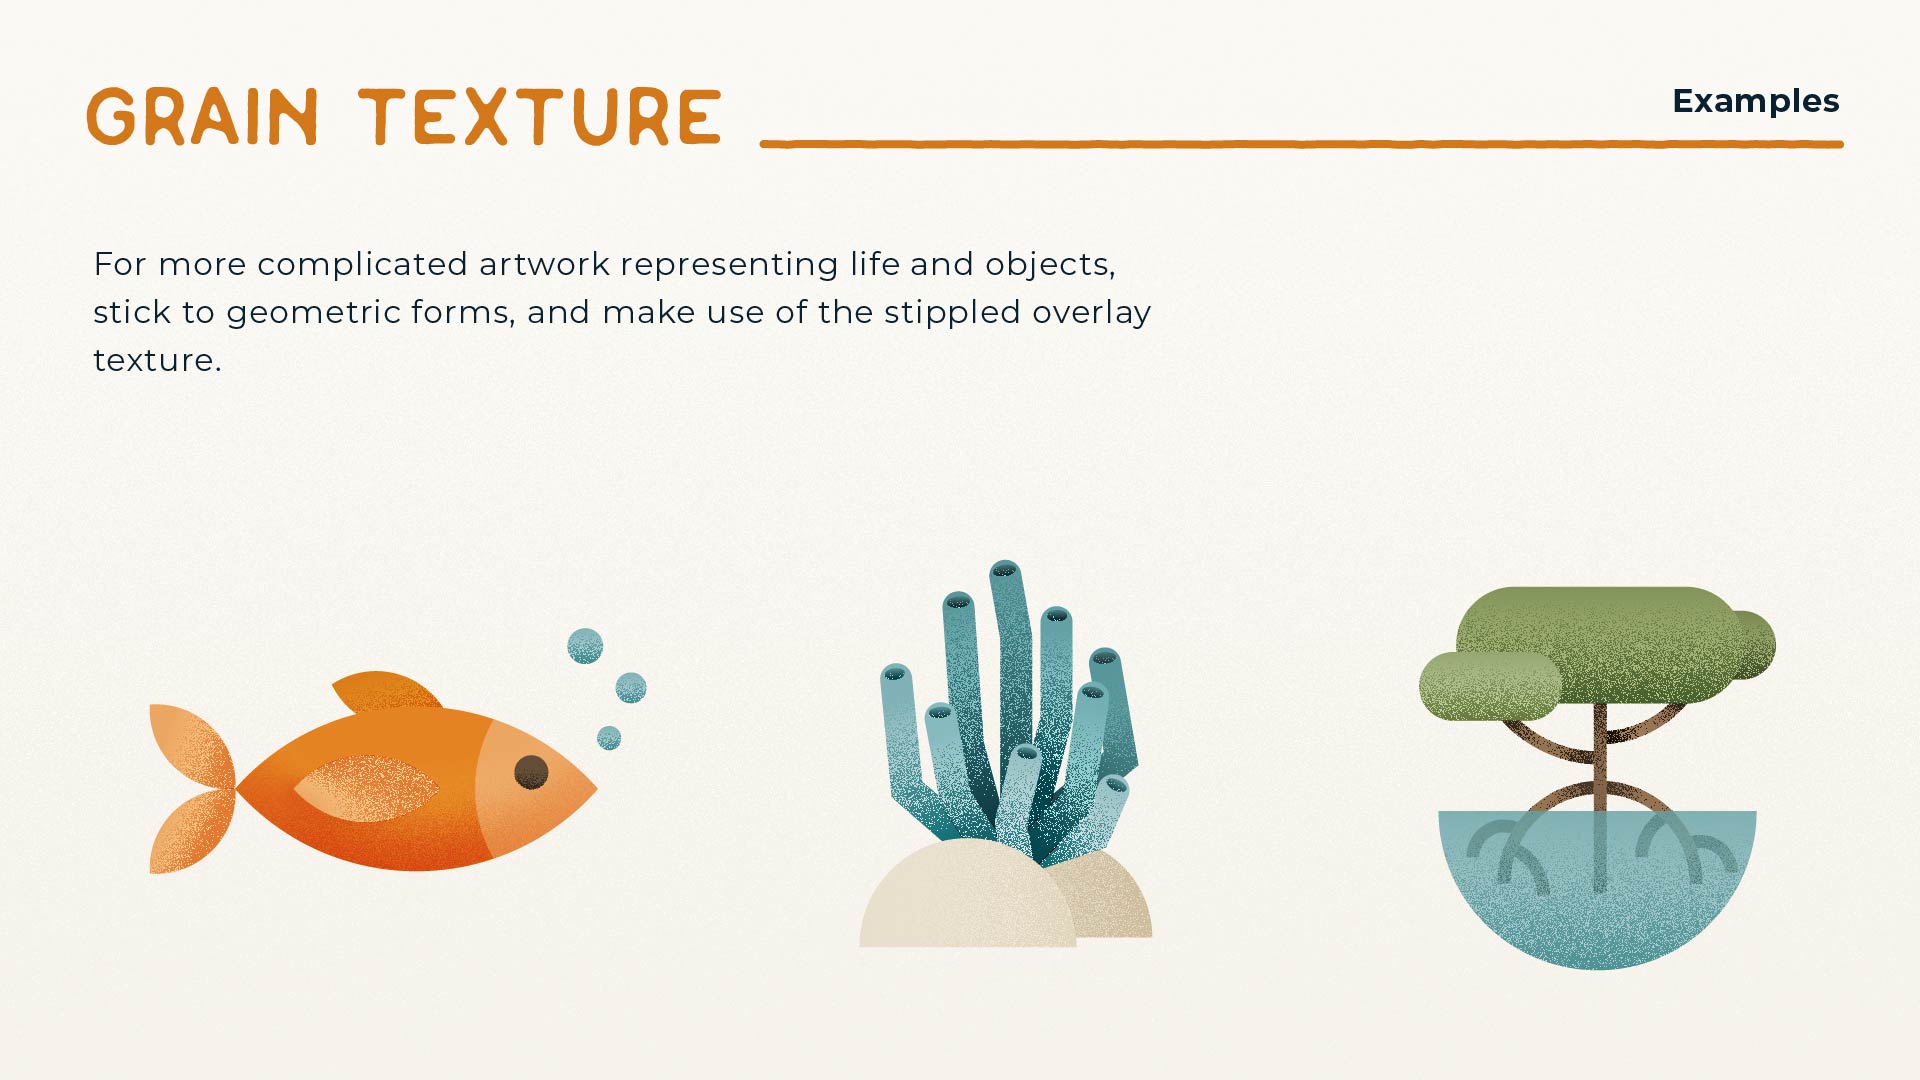 GRAIN TEXTURE
Examples
For more complicated artwork representing life and objects,
stick to geometric forms, and make use of the stippled overlay
texture.